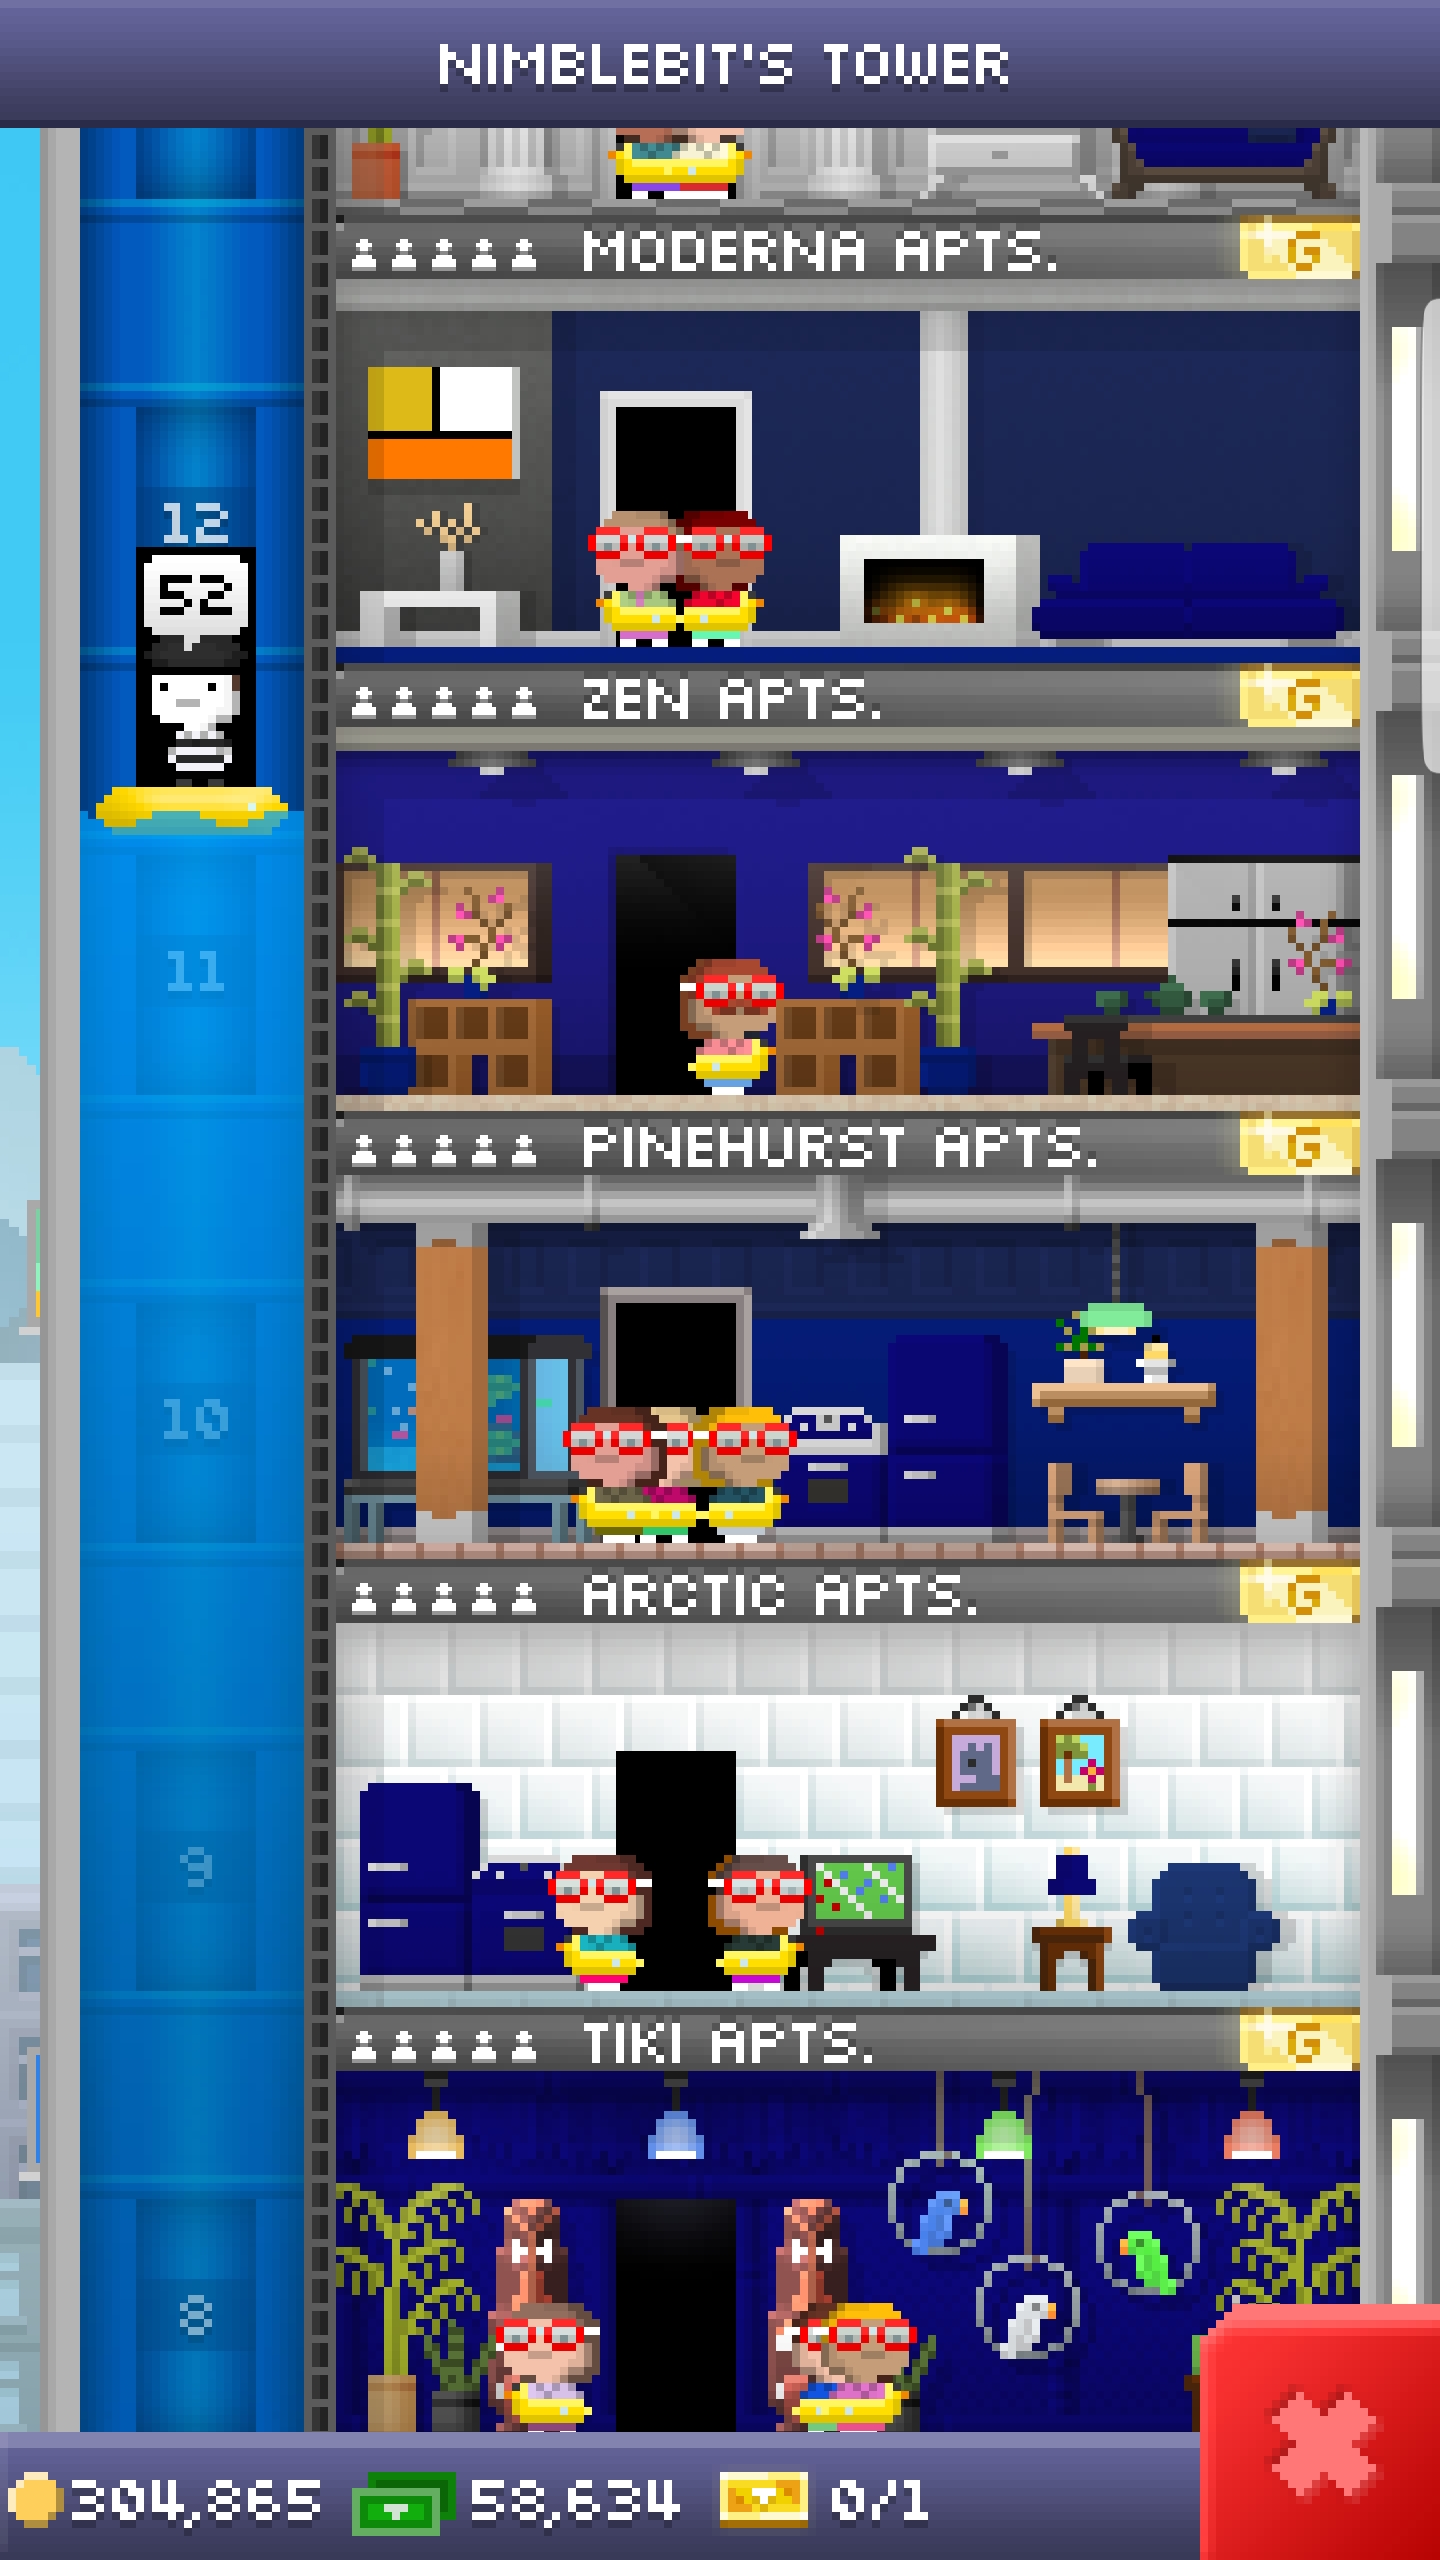 NIMBLEBIT'S TOWER
MODERNA APTS. G
12
52
ZEN APTS. G
11
PINEHURST APTS. G
10
ARCTIC APTS. G
9
TIKI APTS. G
8
304,865 58,634 0/1